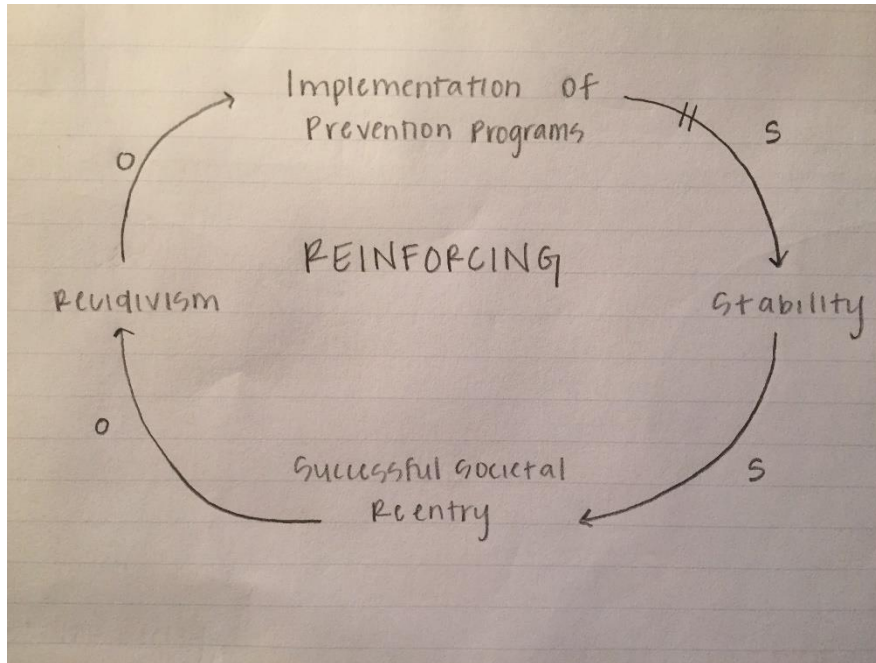 Implementation of
Prevention Programs
S
O
REINFORCING
Recidivism
Stability
O
Successful Societal
Reentry
S